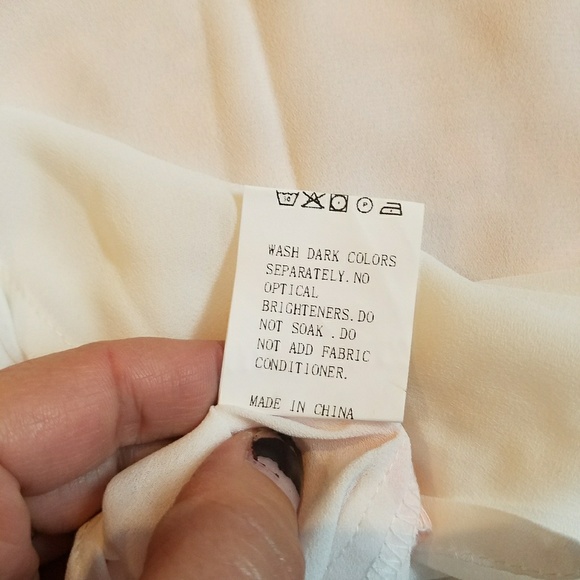 P
WASH DARK COLORS
SEPARATELY.NO
OPTICAL
BRIGHTENERS.DO
NOT SOAK .DO
NOT ADD FABRIC
CONDITIONER.
MADE IN CHINA